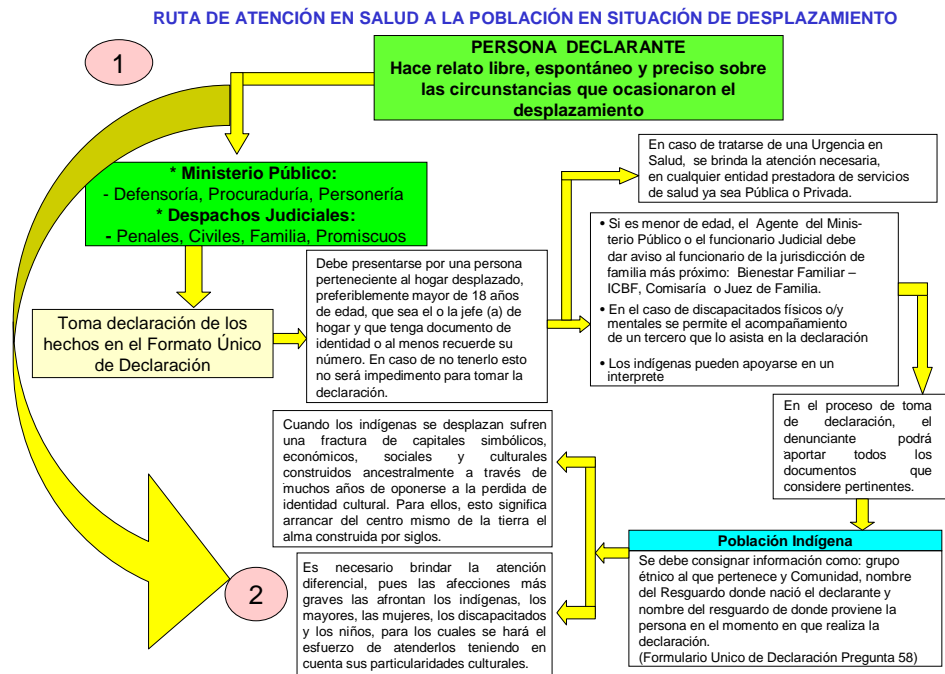 RUTA DE ATENCIÓN EN SALUD A LA POBLACIÓN EN SITUACIÓN DE DESPLAZAMIENTO
1
PERSONA DECLARANTE
Hace relato libre, espontáneo y preciso sobre
las circunstancias que ocasionaron el
desplazamiento
* Ministerio Público:
- Defensoría, Procuraduría, Personería
* Despachos Judiciales:
- Penales, Civiles, Familia, Promiscuos
Toma declaración de los
hechos en el Formato Único
de Declaración
Debe presentarse por una persona
perteneciente al hogar desplazado,
preferiblemente mayor de 18 años
de edad, que sea el o la jefe (a) de
hogar y que tenga documento de
identidad o al menos recuerde su
número. En caso de no tenerlo esto
no será impedimento para tomar la
declaración.
En caso de tratarse de una Urgencia en
Salud, se brinda la atención necesaria,
en cualquier entidad prestadora de servicios
de salud ya sea Pública o Privada.
• Si es menor de edad, el Agente del Minis-
terio Público o el funcionario Judicial debe
dar aviso al funcionario de la jurisdicción de
familia más próximo: Bienestar Familiar –
ICBF, Comisaría o Juez de Familia.
• En el caso de discapacitados físicos o/y
mentales se permite el acompañamiento
de un tercero que lo asista en la declaración
• Los indígenas pueden apoyarse en un
interprete
En el proceso de toma
de declaración, el
denunciante podrá
aportar todos los
documentos que
considere pertinentes.
Población Indígena
Se debe consignar información como: grupo
étnico al que pertenece y Comunidad, nombre
del Resguardo donde nació el declarante y
nombre del resguardo de donde proviene la
persona en el momento en que realiza la
declaración.
(Formulario Unico de Declaración Pregunta 58)
Cuando los indígenas se desplazan sufren
una fractura de capitales simbólicos,
económicos, sociales y culturales
construidos ancestralmente a través de
muchos años de oponerse a la perdida de
identidad cultural. Para ellos, esto significa
arrancar del centro mismo de la tierra el
alma construida por siglos.
Es necesario brindar la atención
diferencial, pues las afecciones más
graves las afrontan los indígenas, los
mayores, las mujeres, los discapacitados
y los niños, para los cuales se hará el
esfuerzo de atenderlos teniendo en
cuenta sus particularidades culturales.
2